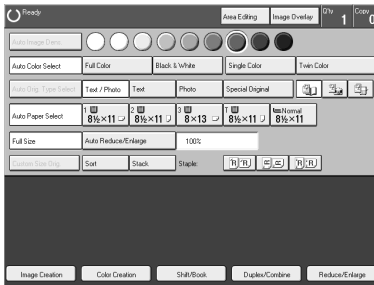 Ready Area Editing Image Overlay Q'ty 1 Copy 0
Auto Image Dens.
Auto Color Select Full Color Black & White Single Color Twin Color
Auto Orig. Type Select Text / Photo Text Photo Special Original
Auto Paper Select 1 8½×11 2 8½×11 3 8×13 T 8½×11 Normal 8½×11
Full Size Auto Reduce/Enlarge 100%
Custom Size Orig. Sort Stack Staple:
Image Creation Color Creation Shift/Book Duplex/Combine Reduce/Enlarge